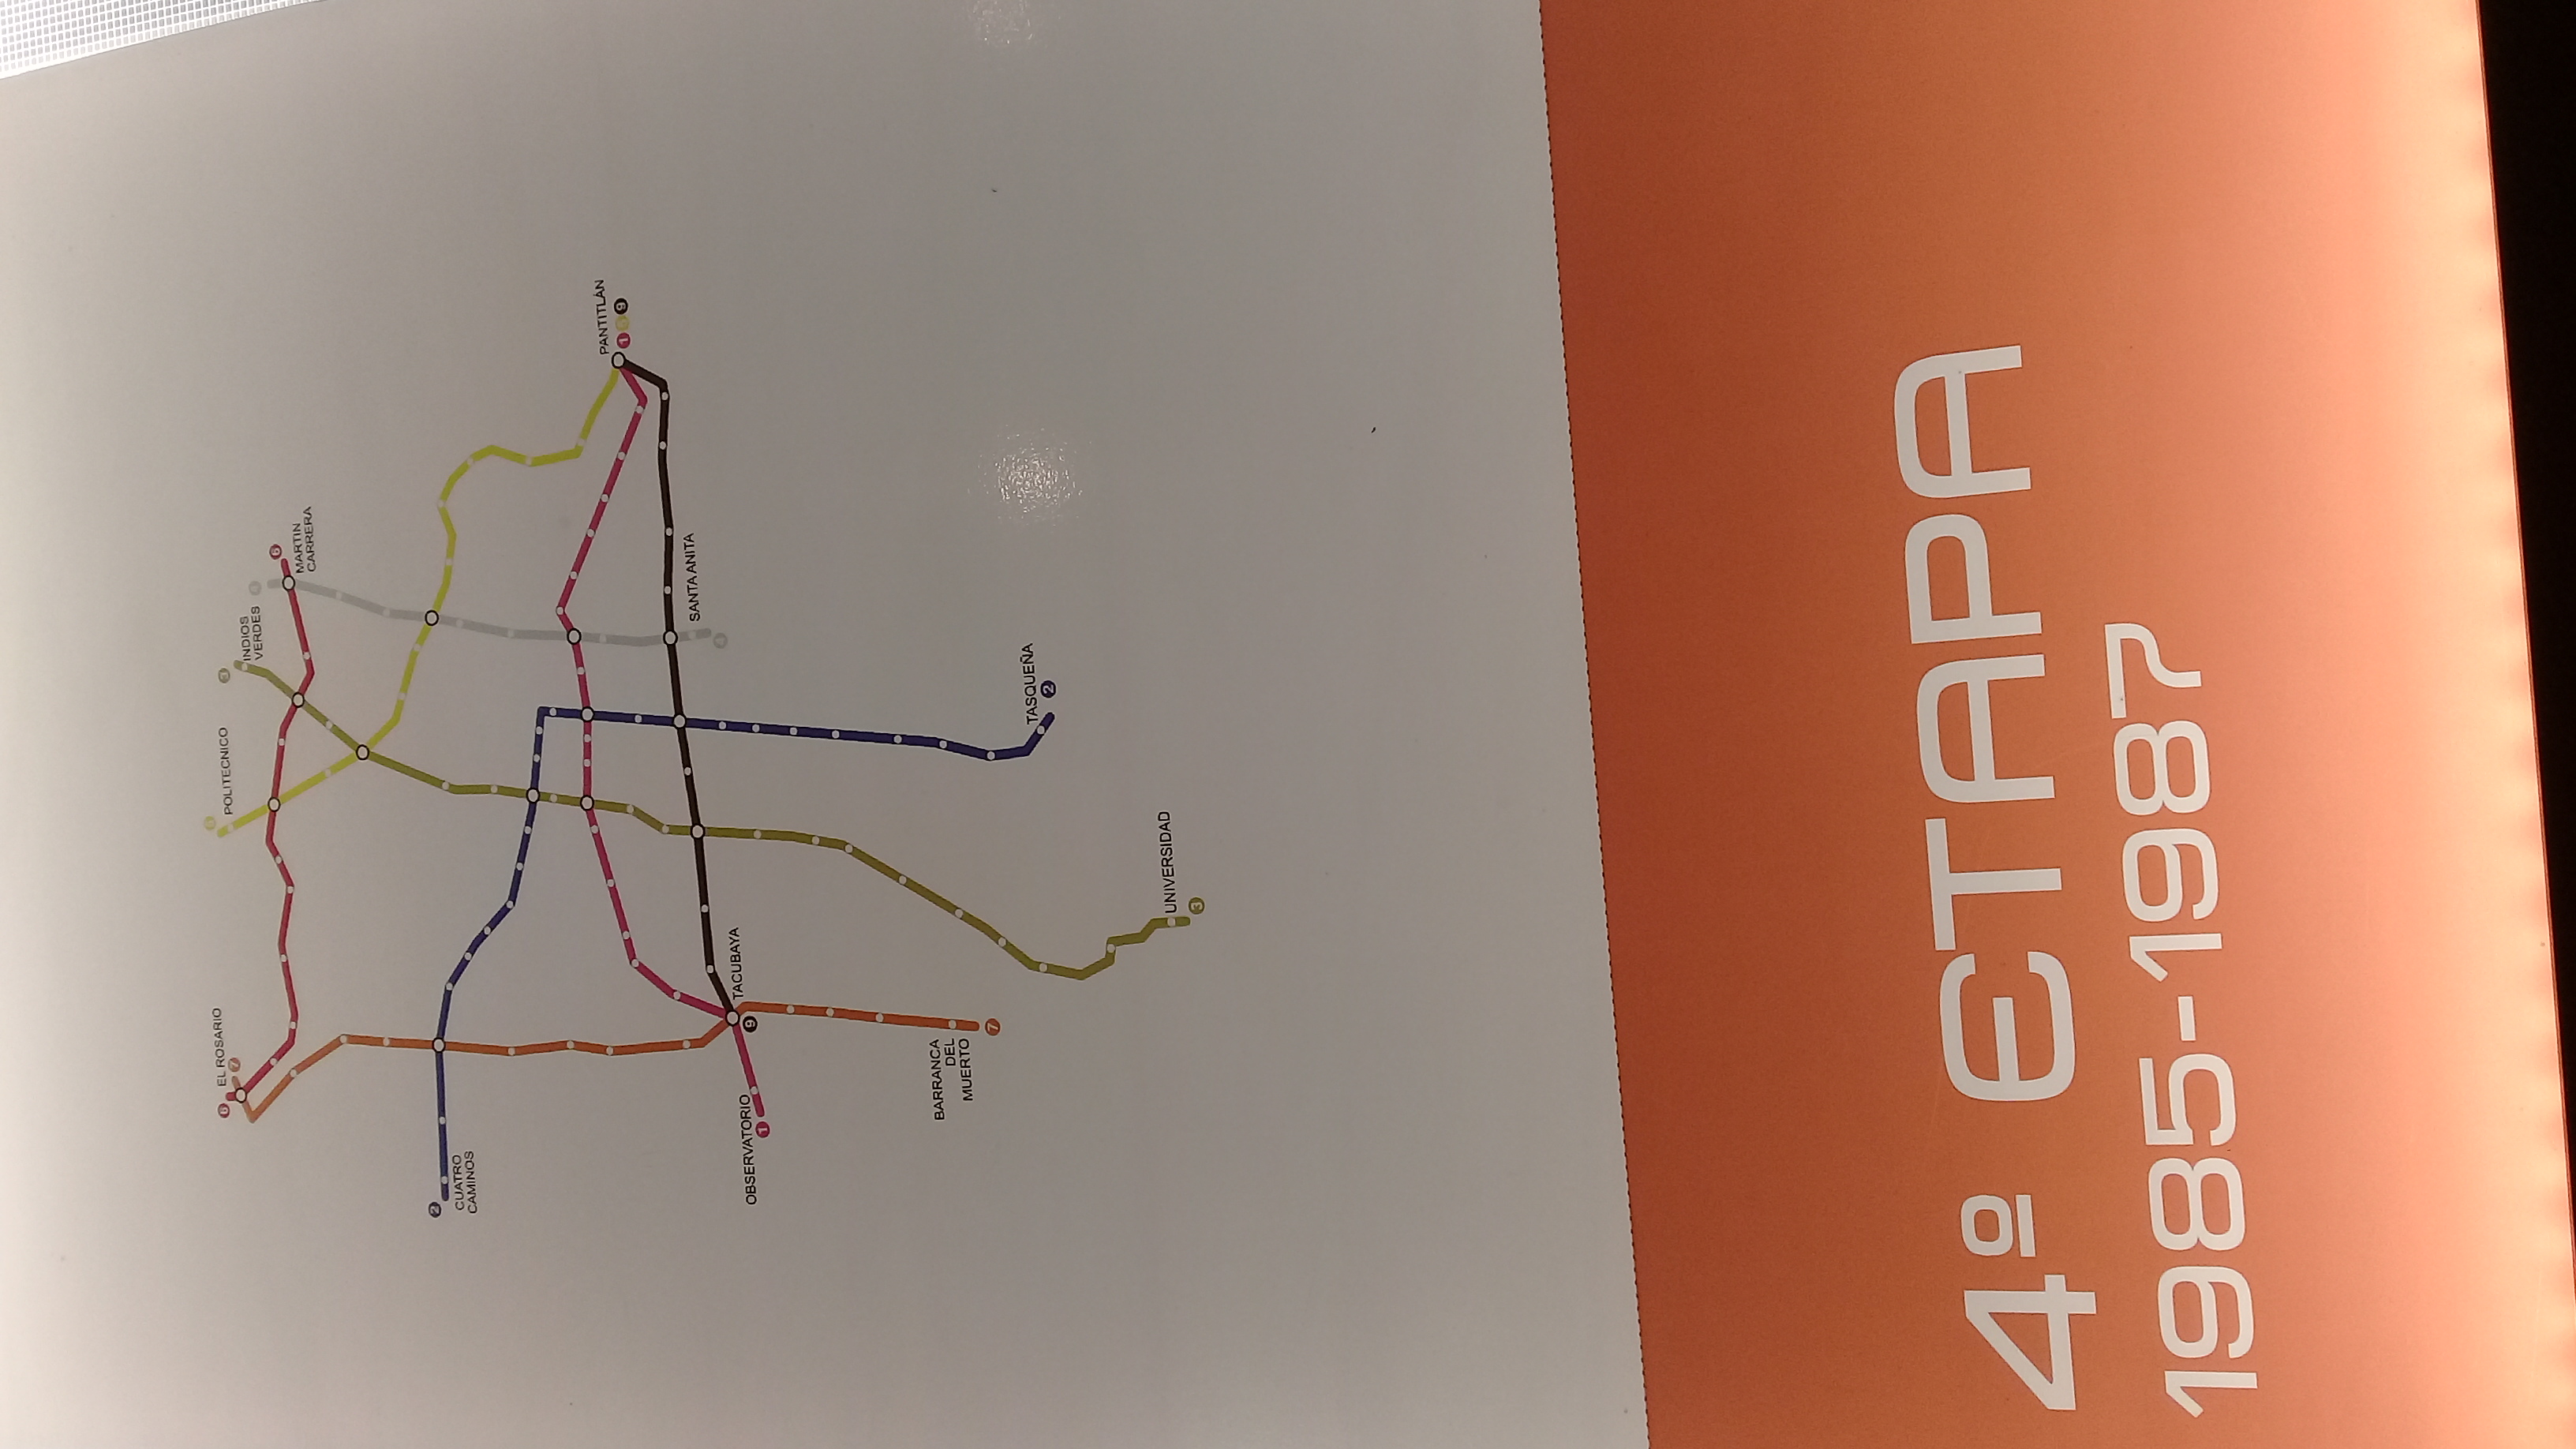 6 EL ROSARIO
7
5
POLITECNICO
3
INDIOS
VERDES
4
6
MARTIN
CARRERA
2
CUATRO
CAMINOS
PANTITLÁN
1 5 9
SANTA ANITA
4
OBSERVATORIO
1
9
TACUBAYA
BARRANCA
DEL
MUERTO
7
TASQUEÑA
2
UNIVERSIDAD
3
4º ETAPA
1985-1987